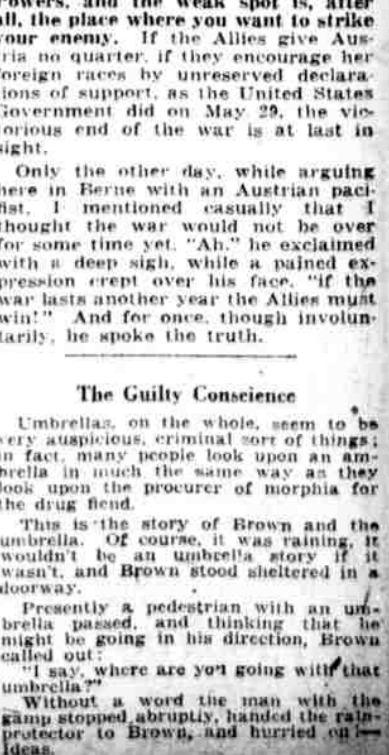 Powers, and the weak spot is, after
all, the place where you want to strike
your enemy. If the Allies give Aus-
tria no quarter, if they encourage her
foreign races by unreserved declara-
tions of support, as the United States
Government did on May 29, the vic-
torious end of the war is at last in
sight.
Only the other day, while arguing
here in Berne with an Austrian paci-
fist, I mentioned casually that I
thought the war would not be over
for some time yet. "Ah." he exclaimed
with a deep sigh, while a pained ex-
pression crept over his face, "if the
war lasts another year the Allies must
win!" And for once, though involun-
tarily, he spoke the truth.
The Guilty Conscience
Umbrellas, on the whole, seem to be
very auspicious, criminal sort of things;
in fact, many people look upon an am-
brella in much the same way as they
look upon the procurer of morphia for
the drug fiend.
This is the story of Brown and the
umbrella. Of course, it was raining, it
wouldn't be an umbrella story if it
wasn't, and Brown stood sheltered in a
doorway.
Presently a pedestrian with an um-
brella passed, and thinking that he
might be going in his direction, Brown
called out:
"I say, where are you going with that
umbrella?"
Without a word the man with the
gamp stopped abruptly, handed the rain-
protector to Brown, and hurried on!—
Ideas.